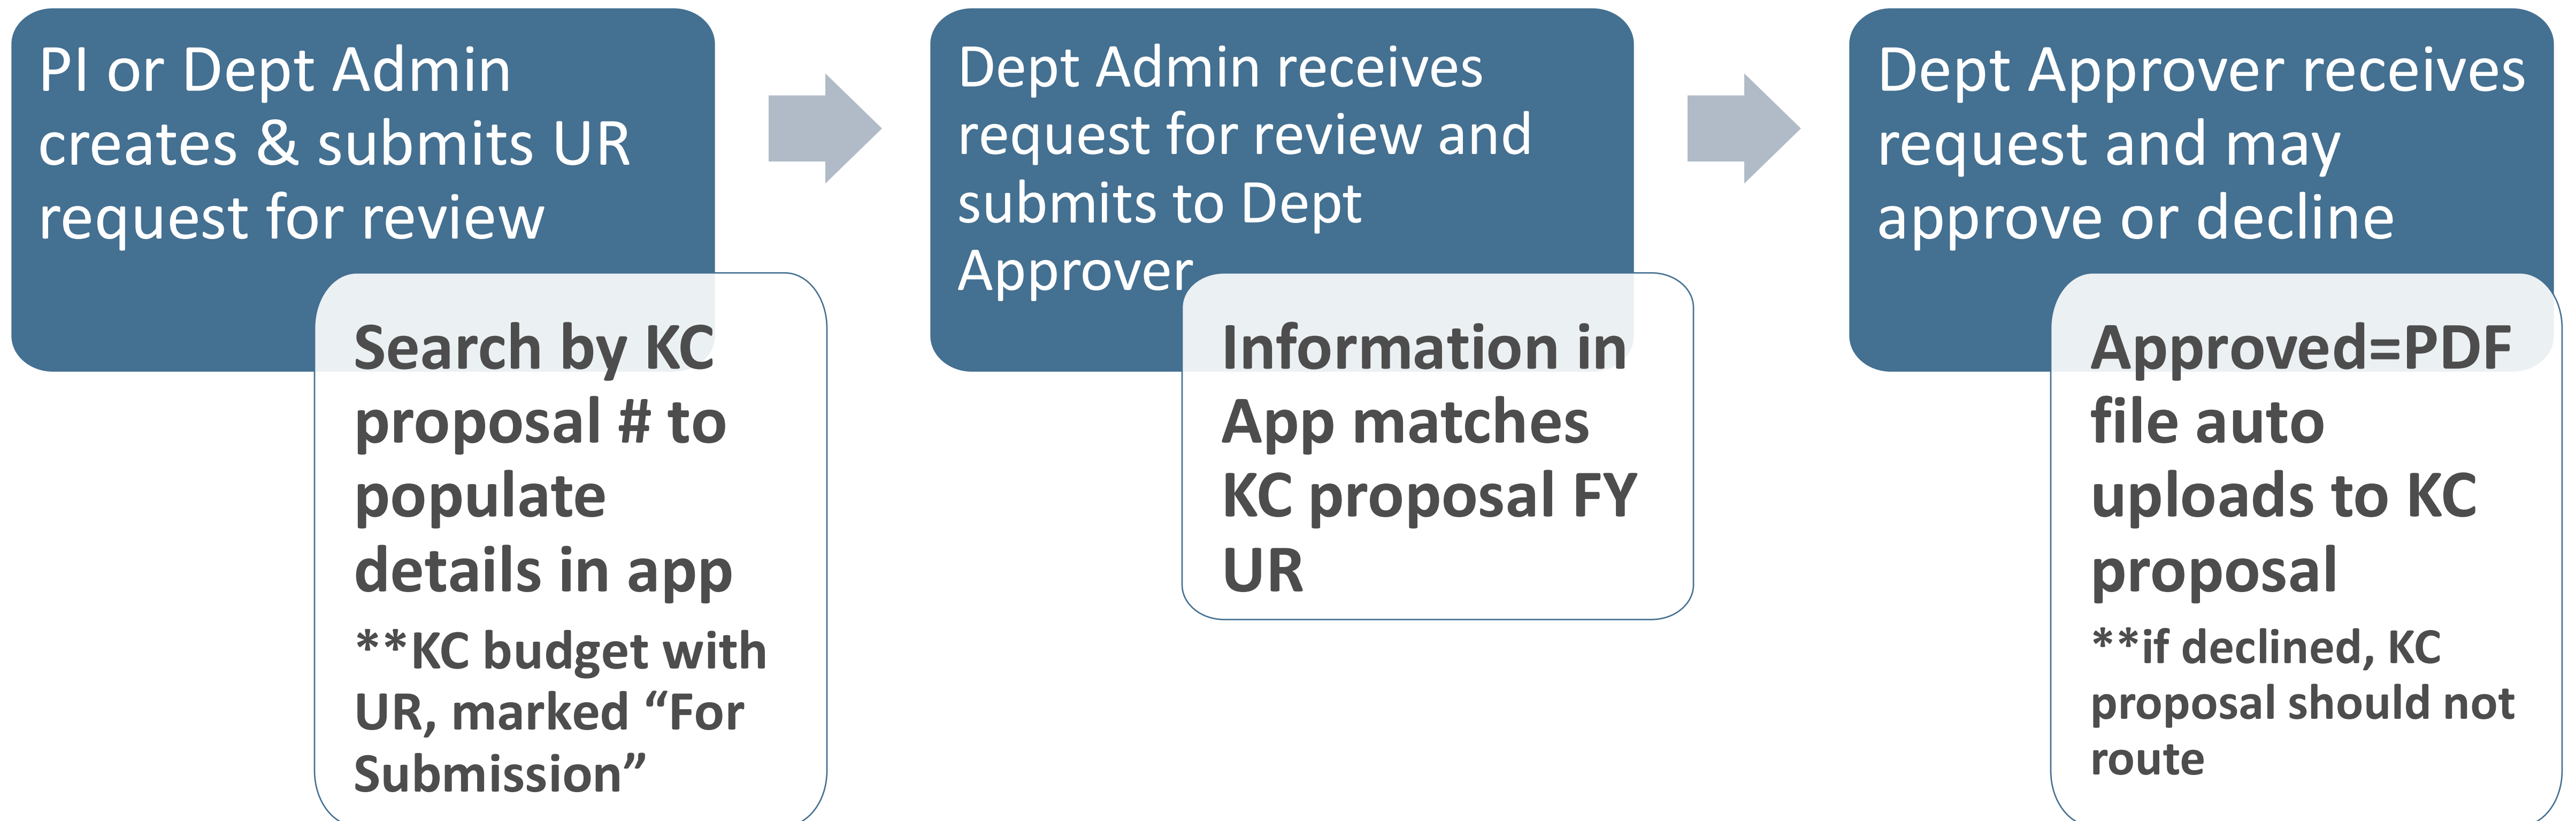 PI or Dept Admin
creates & submits UR
request for review
Search by KC
proposal # to
populate
details in app
**KC budget with
UR, marked “For
Submission”
Dept Admin receives
request for review and
submits to Dept
Approver
Information in
App matches
KC proposal FY
UR
Dept Approver receives
request and may
approve or decline
Approved=PDF
file auto
uploads to KC
proposal
**if declined, KC
proposal should not
route